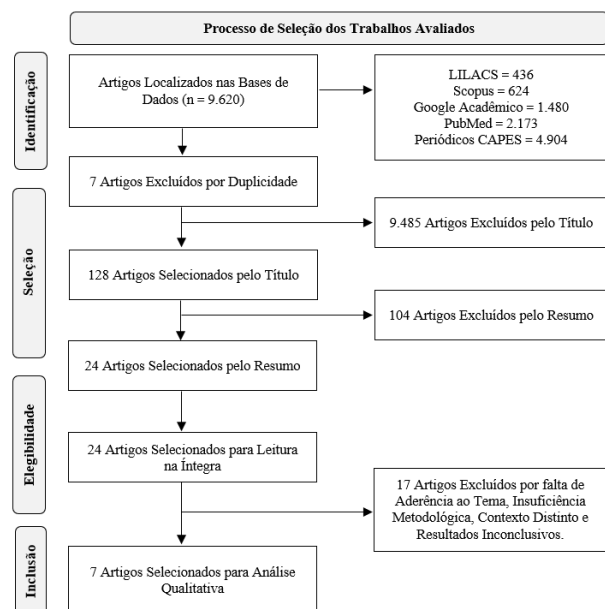 Processo de Seleção dos Trabalhos Avaliados
Identificação
Artigos Localizados nas Bases de
Dados (n = 9.620)
LILACS = 436
Scopus = 624
Google Acadêmico = 1.480
PubMed = 2.173
Periódicos CAPES = 4.904
7 Artigos Excluídos por Duplicidade
Seleção
9.485 Artigos Excluídos pelo Título
128 Artigos Selecionados pelo Título
104 Artigos Excluídos pelo Resumo
24 Artigos Selecionados pelo Resumo
Elegibilidade
24 Artigos Selecionados para Leitura
na Íntegra
17 Artigos Excluídos por falta de
Aderência ao Tema, Insuficiência
Metodológica, Contexto Distinto e
Resultados Inconclusivos.
Inclusão
7 Artigos Selecionados para Análise
Qualitativa